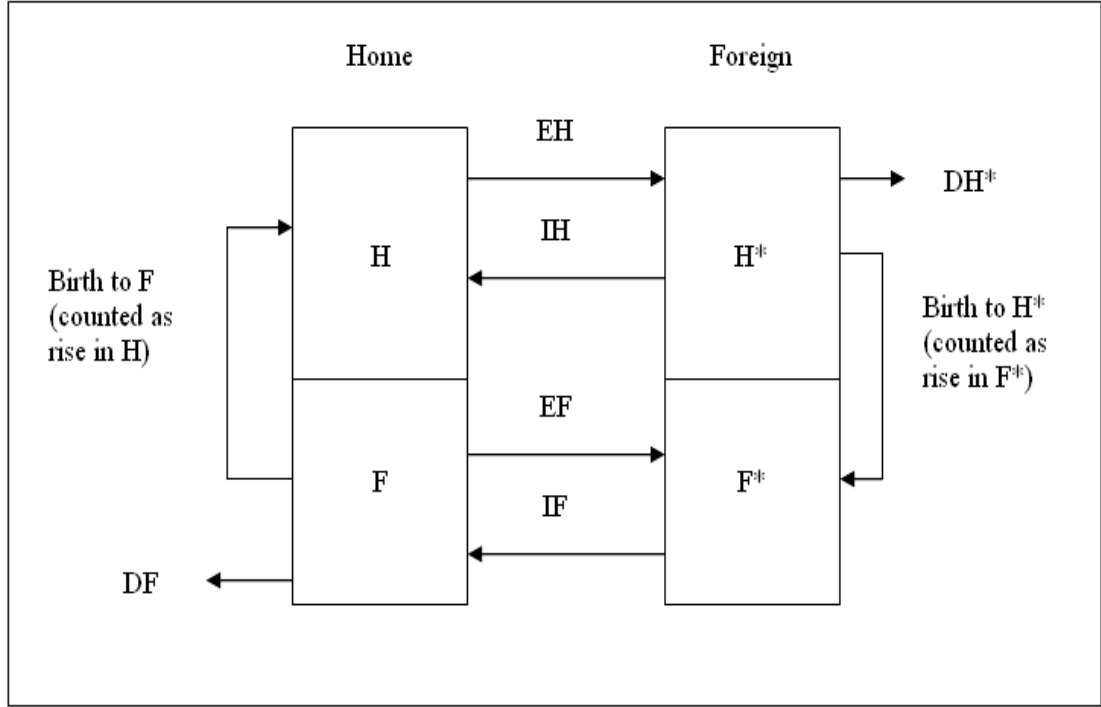 Home
Foreign
EH
DH*
IH
H
H*
Birth to F
(counted as
rise in H)
Birth to H*
(counted as
rise in F*)
EF
F
F*
IF
DF